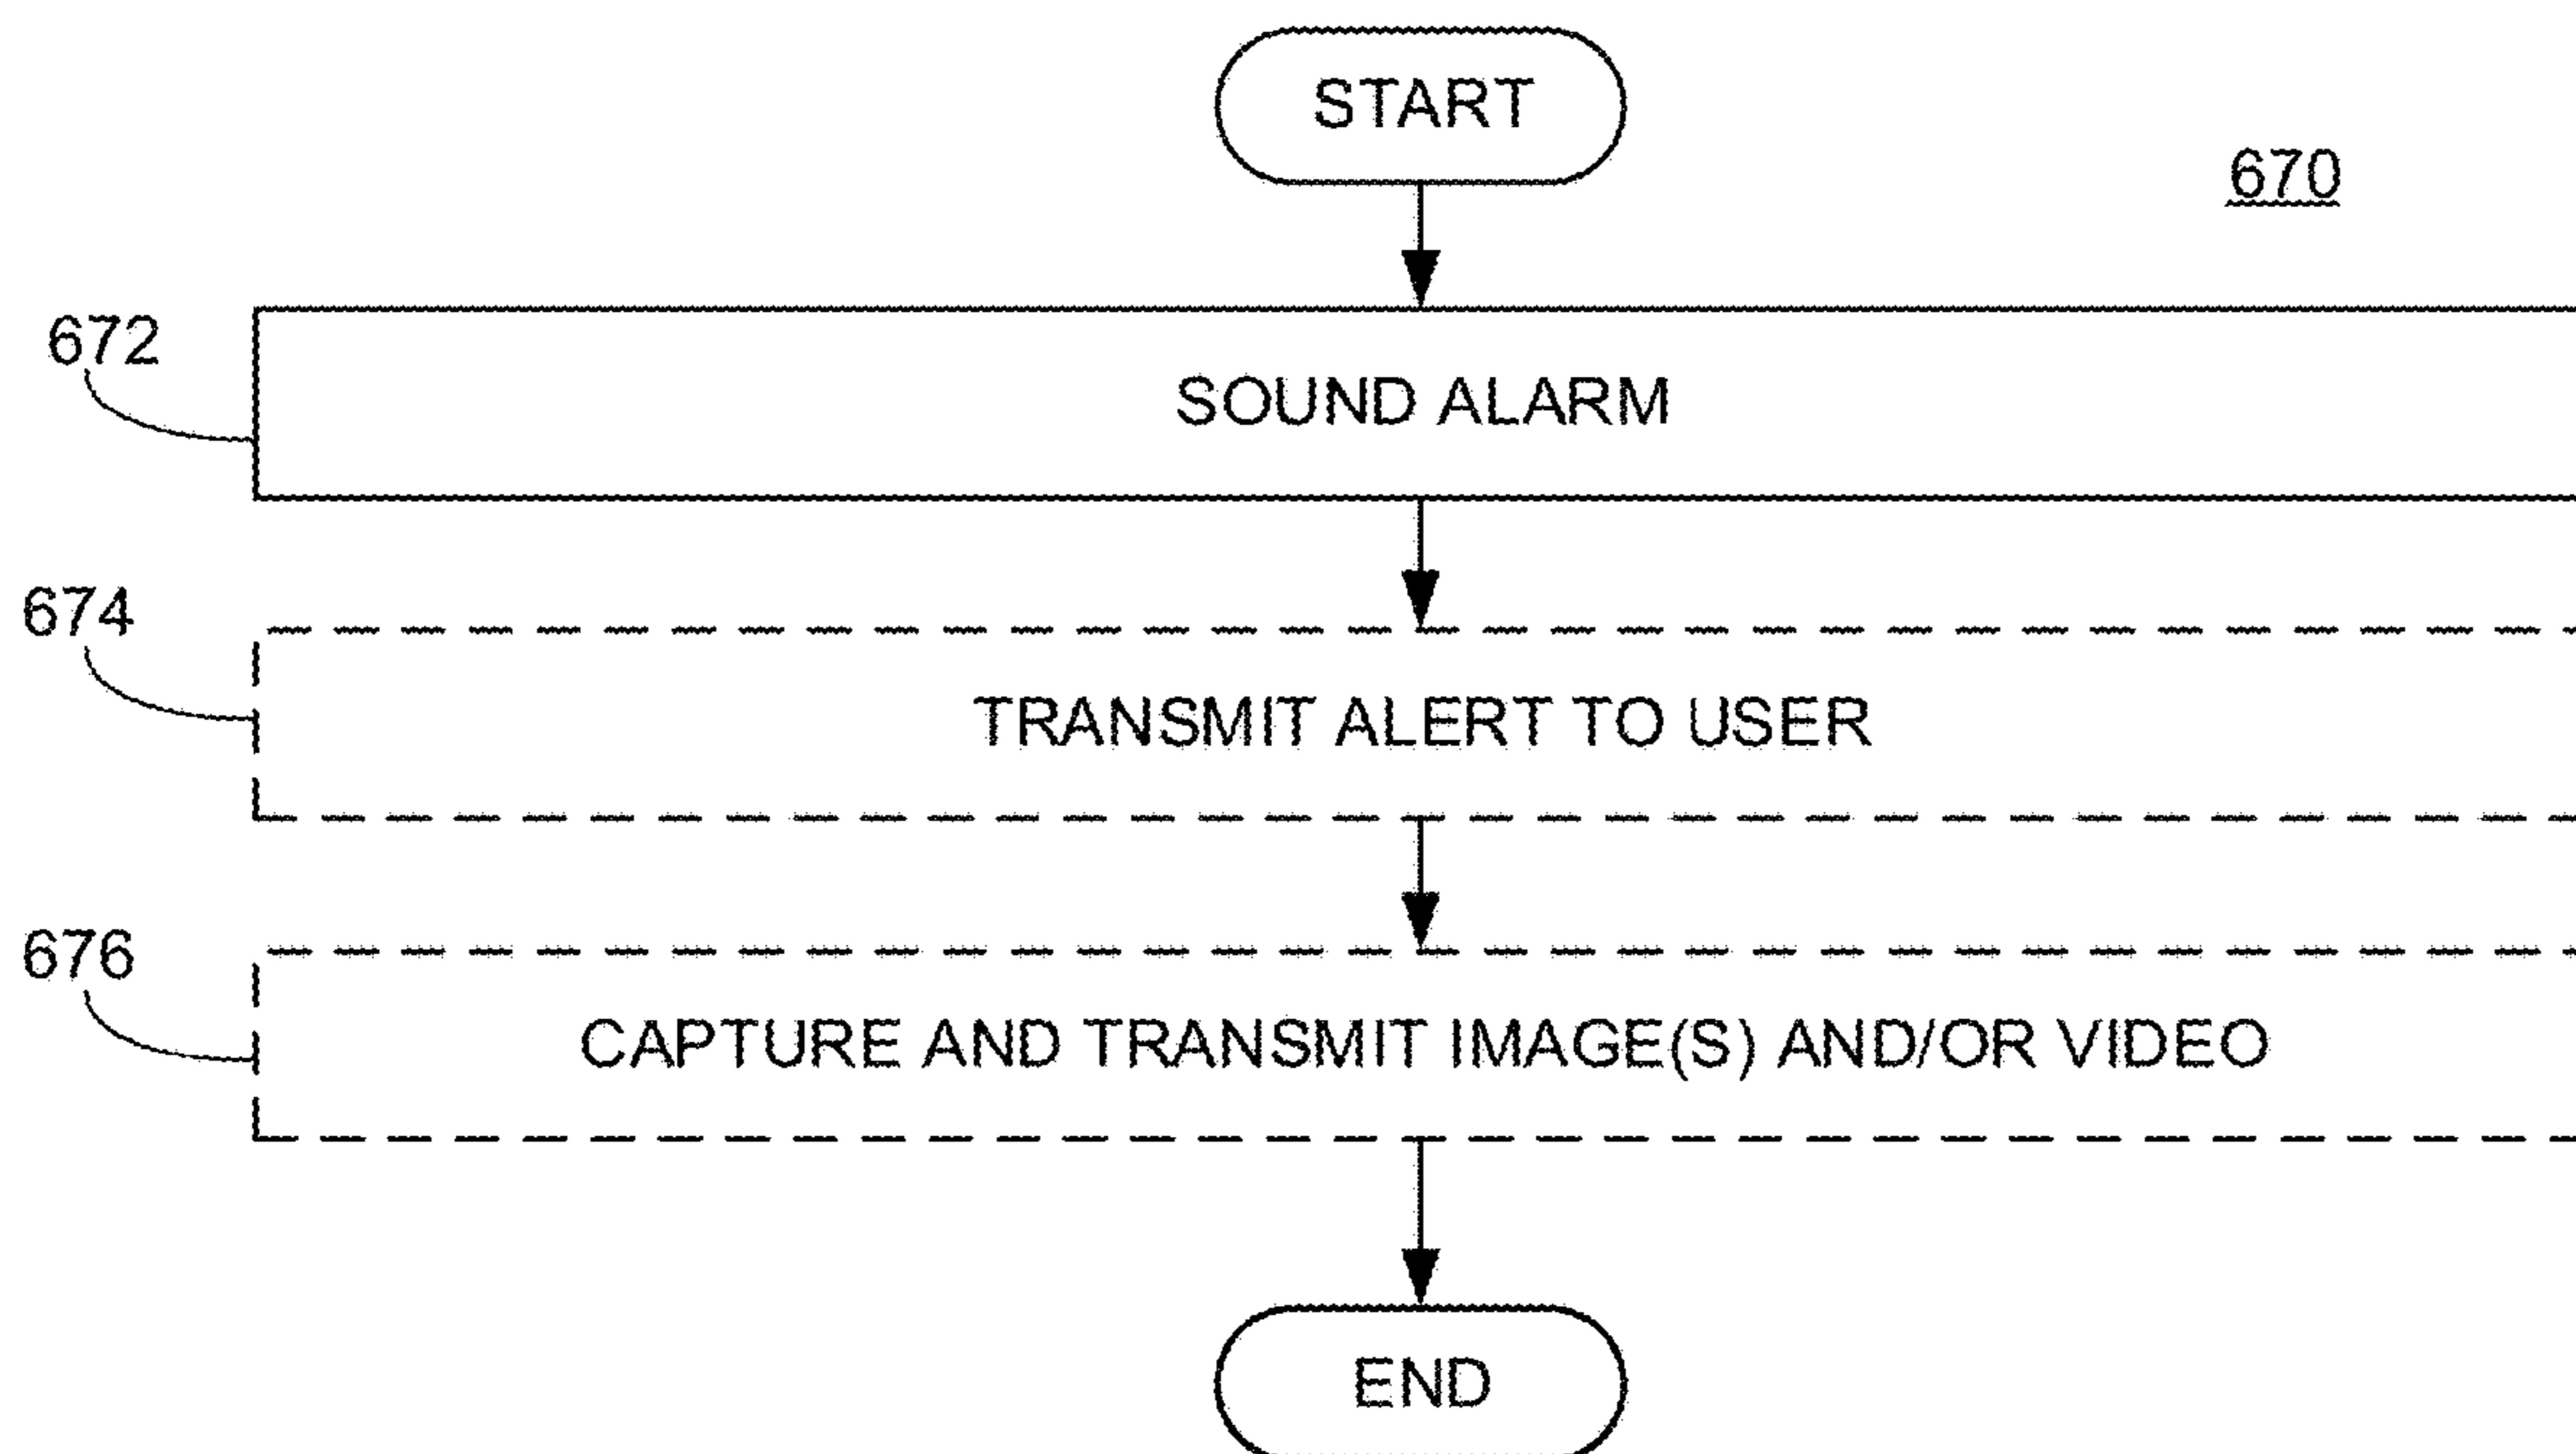 START
670
672
SOUND ALARM
674
TRANSMIT ALERT TO USER
676
CAPTURE AND TRANSMIT IMAGE(S) AND/OR VIDEO
END